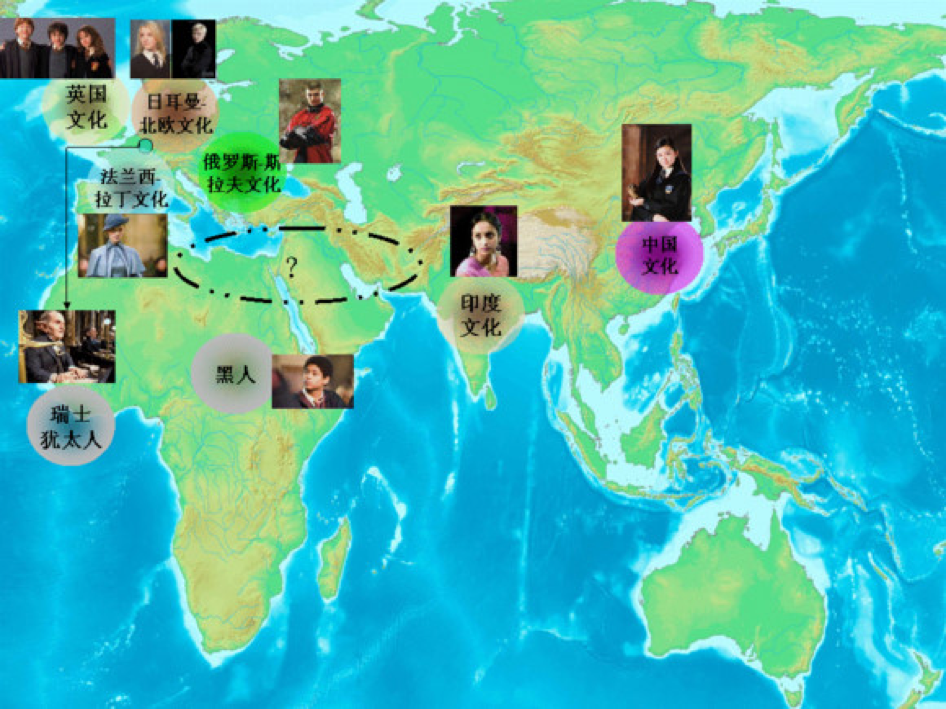 英国
文化
日耳曼-
北欧文化
法兰西-
拉丁文化
俄罗斯-斯
拉夫文化
?
中国
文化
印度
文化
黑人
瑞士
犹太人